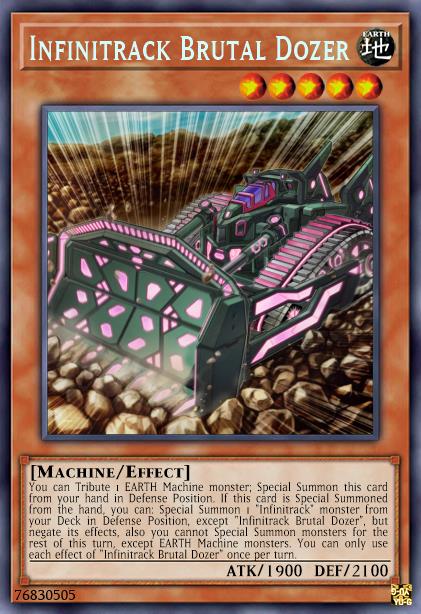 INFINITRACK BRUTAL DOZER
EARTH
地
[MACHINE/EFFECT]
You can Tribute 1 EARTH Machine monster; Special Summon this card
from your hand in Defense Position. If this card is Special Summoned
from the hand, you can: Special Summon 1 "Infinitrack" monster from
your Deck in Defense Position, except "Infinitrack Brutal Dozer", but
negate its effects, also you cannot Special Summon monsters for the
rest of this turn, except EARTH Machine monsters. You can only use
each effect of "Infinitrack Brutal Dozer" once per turn.
ATK/1900 DEF/2100
76830505